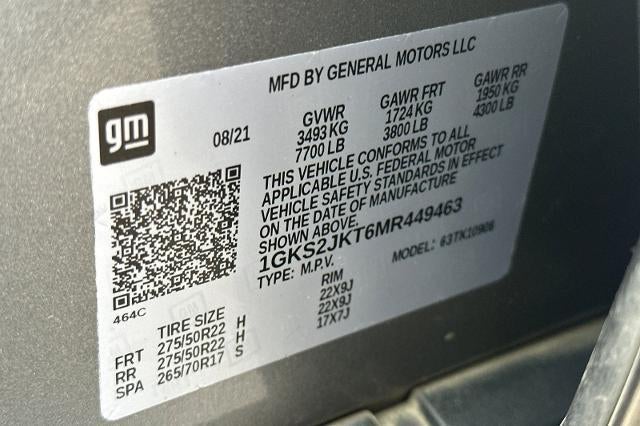 MFD BY GENERAL MOTORS LLC
gm
08/21
GVWR GAWR FRT GAWR RR
3493 KG 1724 KG 1950 KG
7700 LB 3800 LB 4300 LB
THIS VEHICLE CONFORMS TO ALL
APPLICABLE U.S. FEDERAL MOTOR
VEHICLE SAFETY STANDARDS IN EFFECT
ON THE DATE OF MANUFACTURE
SHOWN ABOVE.
1GKS2JKT6MR449463
TYPE: M.P.V. MODEL: 63TK10906
464C
TIRE SIZE RIM
FRT 275/50R22 H 22X9J
RR 275/50R22 H 22X9J
SPA 265/70R17 S 17X7J